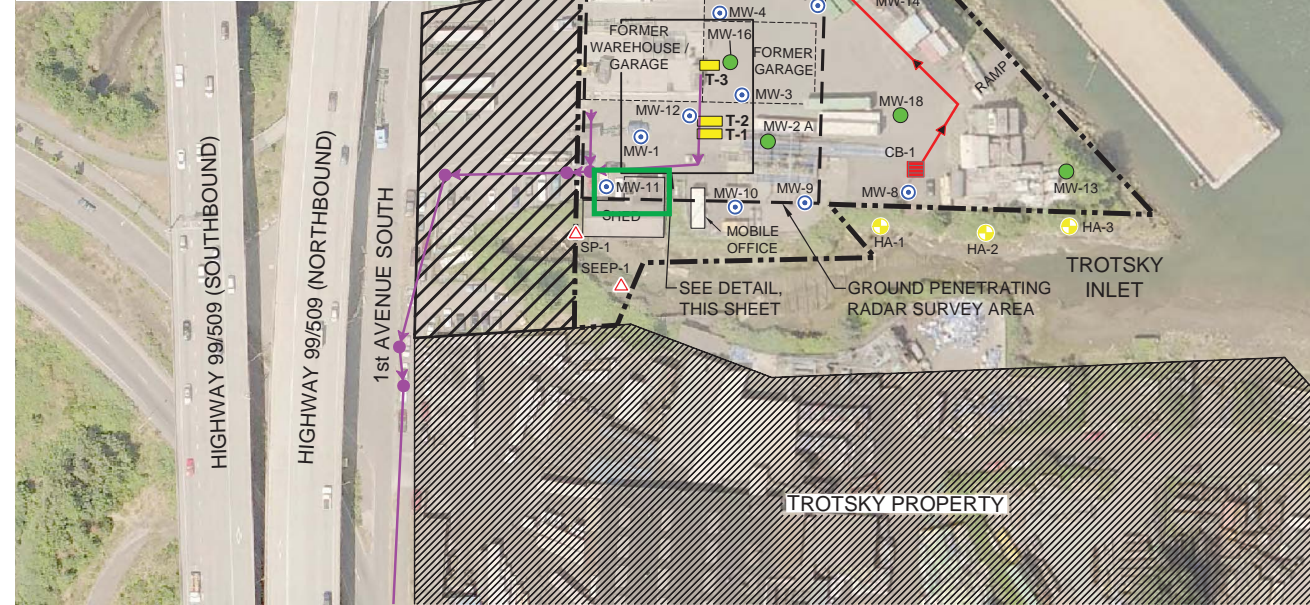 MW-4
MW-14
FORMER
WAREHOUSE /
GARAGE
MW-16
FORMER
GARAGE
T-3
RAMP
MW-3
MW-12
T-2
T-1
MW-2 A
MW-18
MW-1
CB-1
MW-11
MW-10
MW-9
MW-8
MW-13
SHED
MOBILE
OFFICE
HA-1
HA-2
HA-3
SP-1
SEEP-1
SEE DETAIL,
THIS SHEET
GROUND PENETRATING
RADAR SURVEY AREA
TROTSKY
INLET
HIGHWAY 99/509 (SOUTHBOUND)
HIGHWAY 99/509 (NORTHBOUND)
1st AVENUE SOUTH
TROTSKY PROPERTY